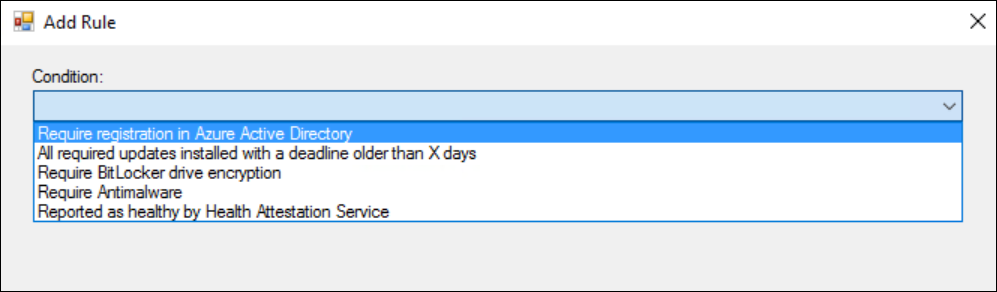 Add Rule
Condition:
Require registration in Azure Active Directory
All required updates installed with a deadline older than X days
Require BitLocker drive encryption
Require Antimalware
Reported as healthy by Health Attestation Service